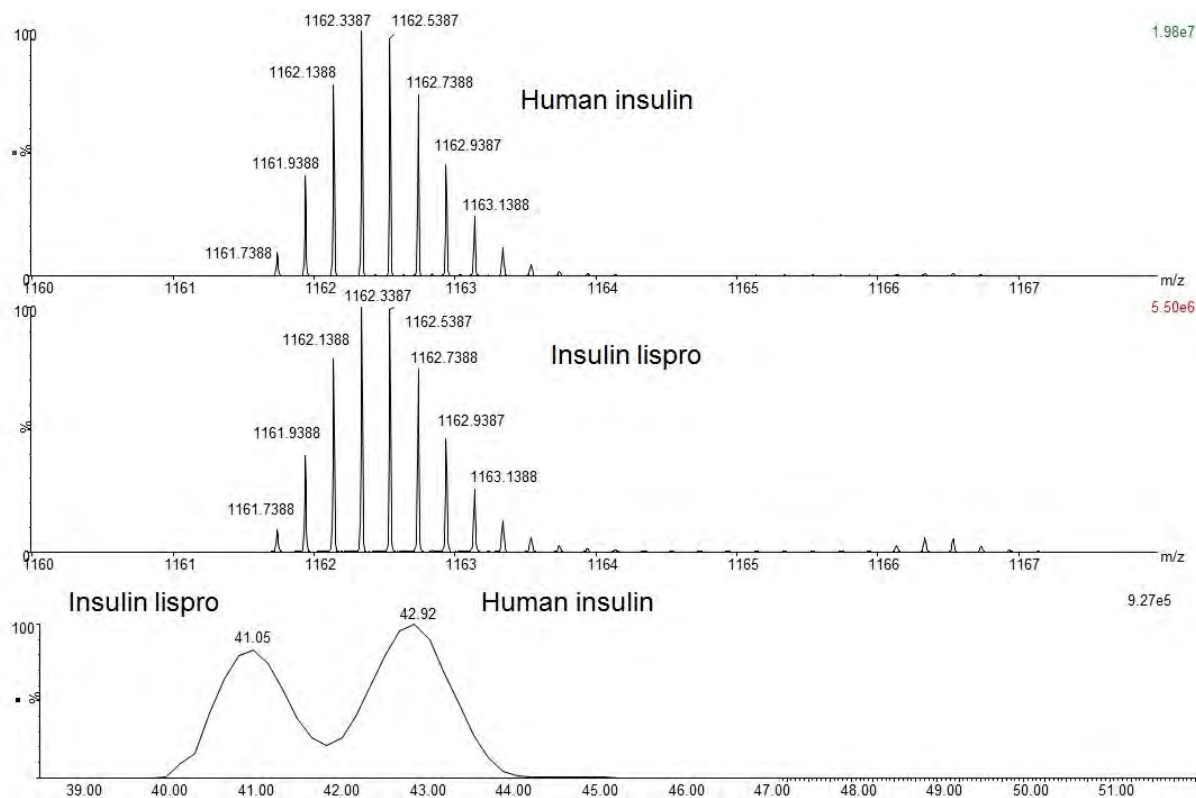 1162.3387 1162.5387
100 1.98e7
1162.1388
1162.7388
Human insulin
%
1162.9387
1161.9388
1163.1388
1161.7388
0
1160 1161 1162 1163 1164 1165 1166 1167 m/z
1162.3387
100 5.50e6
1162.5387
1162.1388
Insulin lispro
1162.7388
%
1162.9387
1161.9388
1163.1388
1161.7388
0
1160 1161 1162 1163 1164 1165 1166 1167 m/z
Insulin lispro Human insulin 9.27e5
100 42.92
41.05
%
39.00 40.00 41.00 42.00 43.00 44.00 45.00 46.00 47.00 48.00 49.00 50.00 51.00